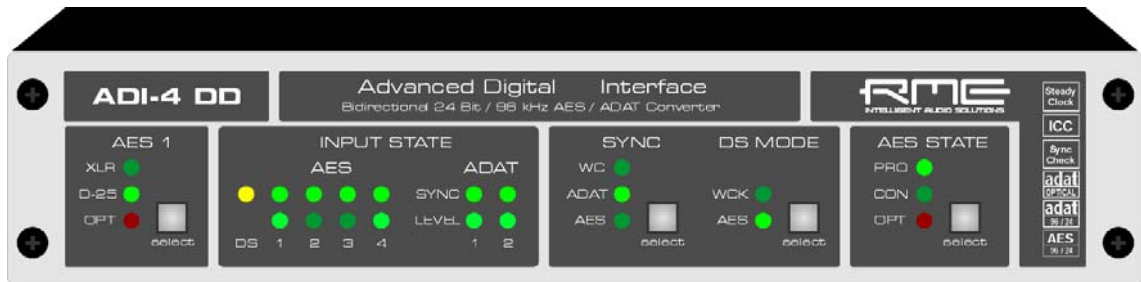 ADI-4 DD
Advanced Digital Interface
Bidirectional 24 Bit / 96 kHz AES / ADAT Converter
RME
INTELLIGENT AUDIO SOLUTIONS
AES 1
XLR
D-25
OPT
select
INPUT STATE
AES
ADAT
SYNC
LEVEL
DS 1 2 3 4
1 2
SYNC
WC
ADAT
AES
select
DS MODE
WCK
AES
select
AES STATE
PRO
CON
OPT
select
Steady
Clock
ICC
Sync
Check
adat
OPTICAL
adat
96 / 24
AES
96 / 24